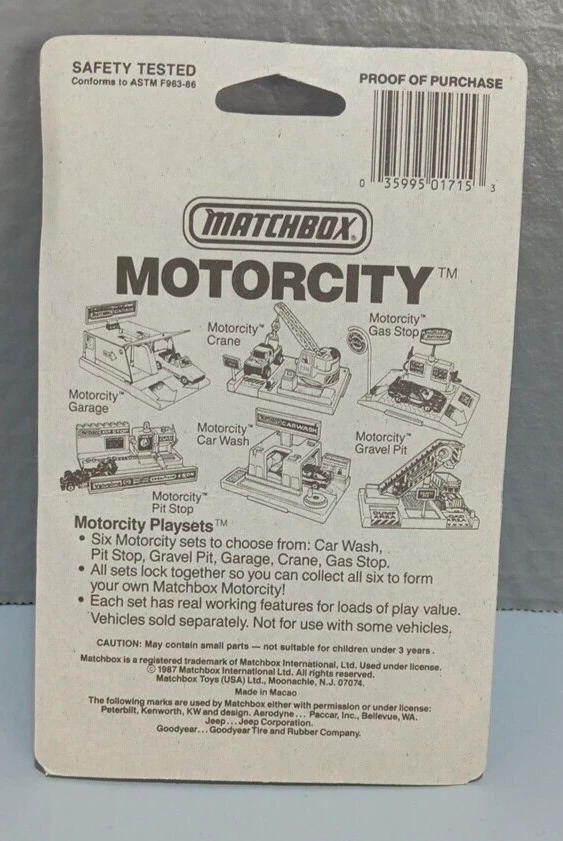 SAFETY TESTED
Conforms to ASTM F963-86
PROOF OF PURCHASE
0 35995 01715 3
MATCHBOX®
MOTORCITY™
Motorcity™
Crane
Motorcity™
Gas Stop
Motorcity™
Garage
Motorcity™
Car Wash
CARWASH
Motorcity™
Gravel Pit
Motorcity™
Pit Stop
Motorcity Playsets™
• Six Motorcity sets to choose from: Car Wash,
Pit Stop, Gravel Pit, Garage, Crane, Gas Stop.
• All sets lock together so you can collect all six to form
your own Matchbox Motorcity!
• Each set has real working features for loads of play value.
Vehicles sold separately. Not for use with some vehicles.
CAUTION: May contain small parts — not suitable for children under 3 years.
Matchbox is a registered trademark of Matchbox International, Ltd. Used under license.
© 1987 Matchbox International Ltd. All rights reserved.
Matchbox Toys (USA) Ltd., Moonachie, N.J. 07074.
Made in Macao
The following marks are used by Matchbox either with permission or under license:
Peterbilt, Kenworth, KW and design. Aerodyne... Paccar, Inc., Bellevue, WA.
Jeep... Jeep Corporation.
Goodyear... Goodyear Tire and Rubber Company.